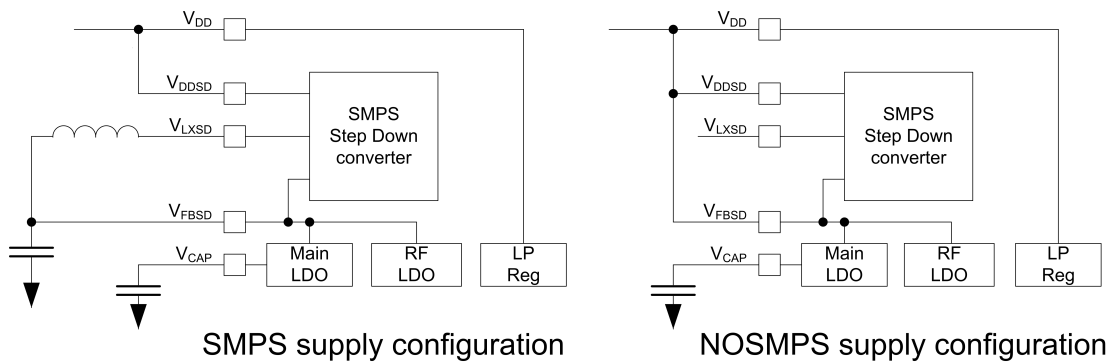 VDD
VDDSD
VLXSD
VFBSD
VCAP
SMPS
Step Down
converter
Main
LDO
RF
LDO
LP
Reg
SMPS supply configuration
VDD
VDDSD
VLXSD
VFBSD
VCAP
SMPS
Step Down
converter
Main
LDO
RF
LDO
LP
Reg
NOSMPS supply configuration